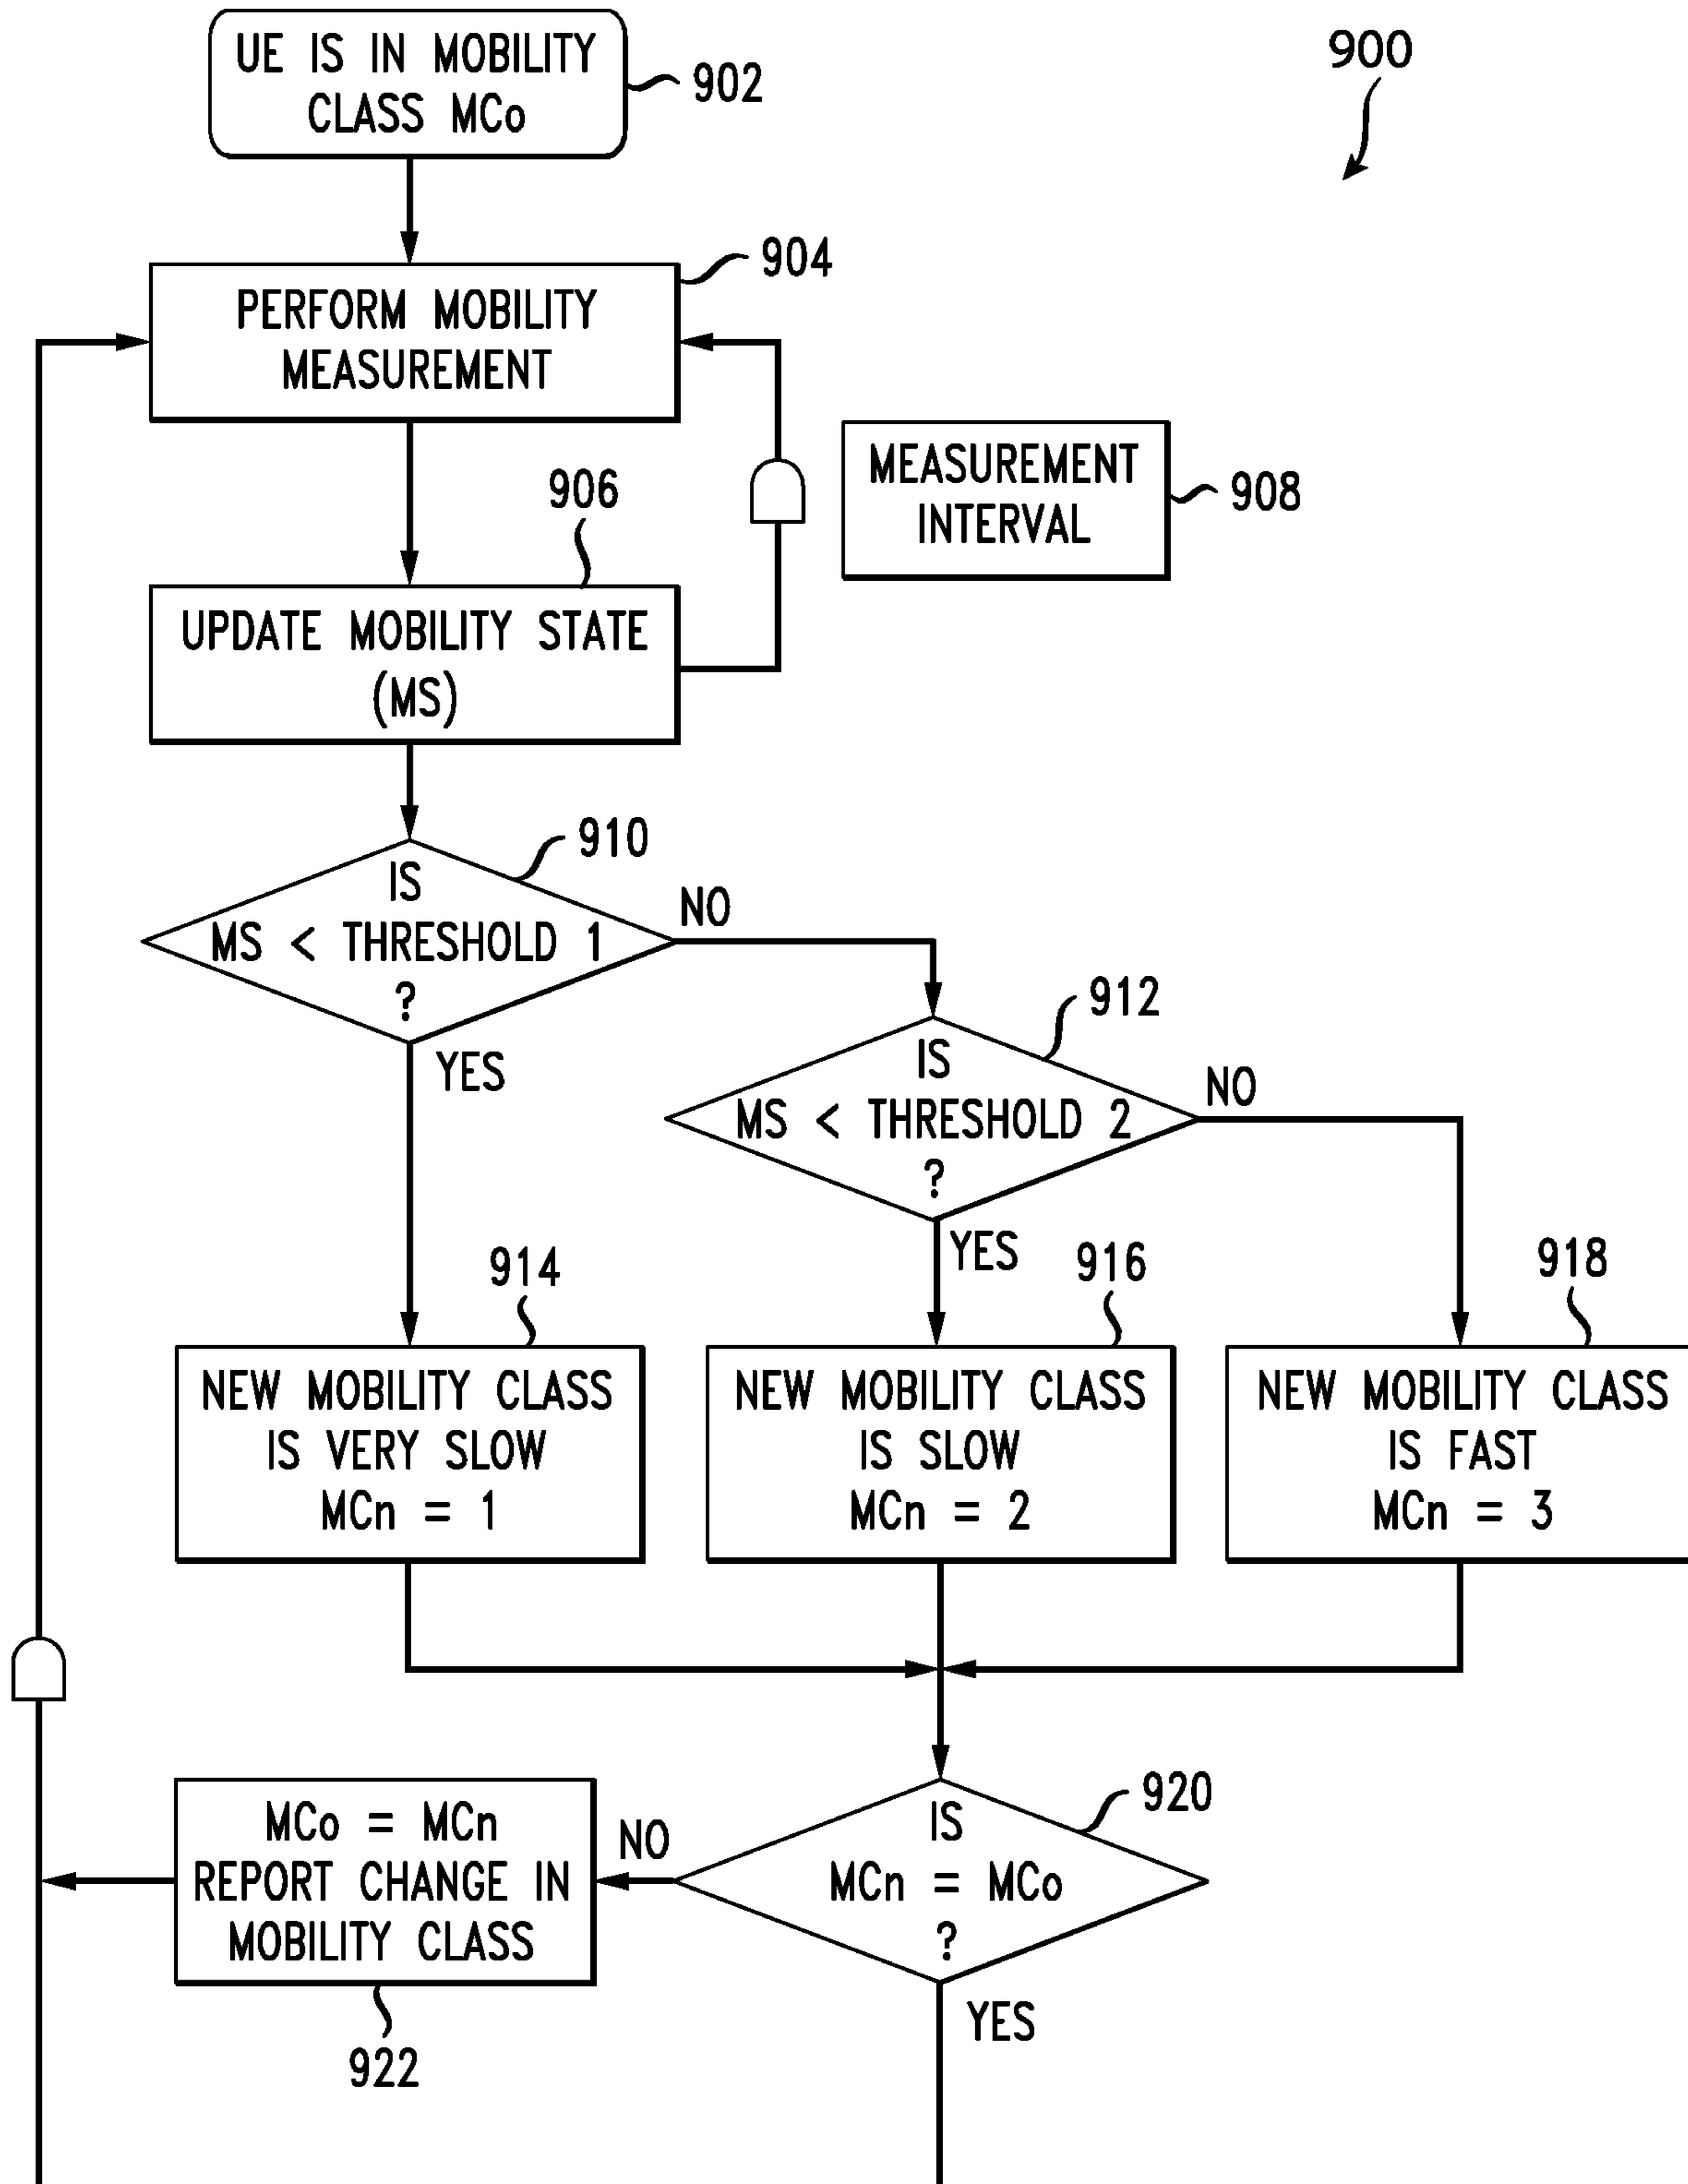 UE IS IN MOBILITY
CLASS MCo
902
900
PERFORM MOBILITY
MEASUREMENT
904
MEASUREMENT
INTERVAL
908
906
UPDATE MOBILITY STATE
(MS)
910
IS
MS < THRESHOLD 1
?
NO
YES
912
IS
MS < THRESHOLD 2
?
NO
YES
914
NEW MOBILITY CLASS
IS VERY SLOW
MCn = 1
916
NEW MOBILITY CLASS
IS SLOW
MCn = 2
918
NEW MOBILITY CLASS
IS FAST
MCn = 3
920
IS
MCn = MCo
?
NO
YES
MCo = MCn
REPORT CHANGE IN
MOBILITY CLASS
922